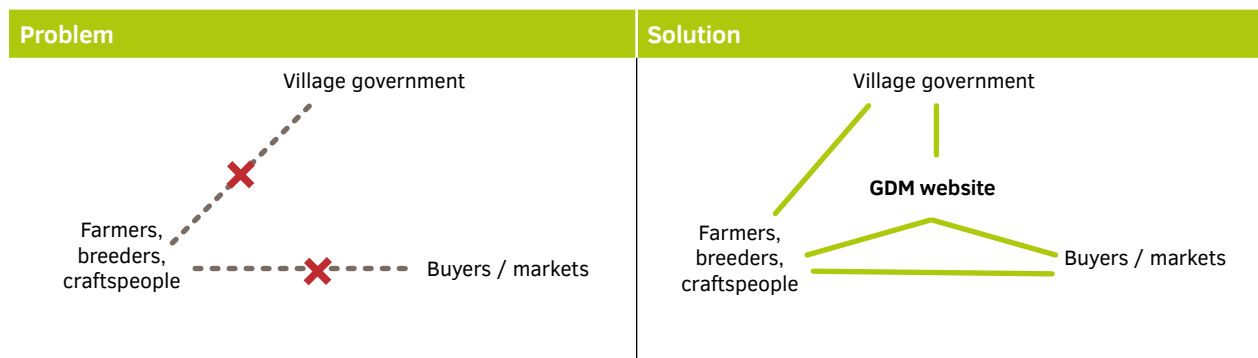 Problem
Village government
Farmers,
breeders,
craftspeople
Buyers / markets
Solution
Village government
GDM website
Farmers,
breeders,
craftspeople
Buyers / markets